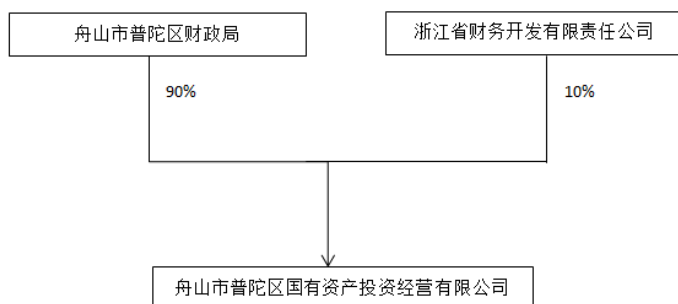 舟山市普陀区财政局
浙江省财务开发有限责任公司
90%
10%
舟山市普陀区国有资产投资经营有限公司